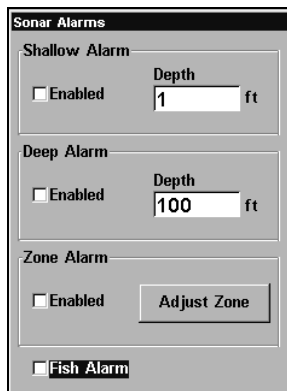 Sonar Alarms
Shallow Alarm
Depth
Enabled
1 ft
Deep Alarm
Depth
Enabled
100 ft
Zone Alarm
Enabled
Adjust Zone
Fish Alarm